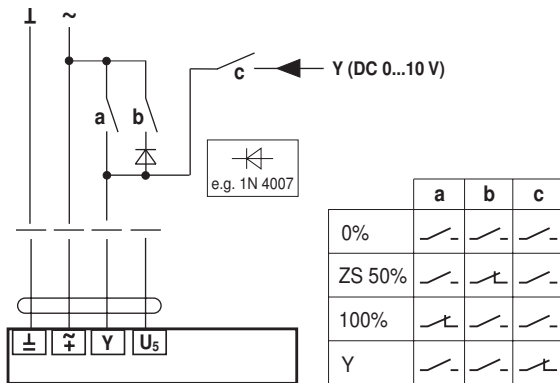 ⊥ ~
c
Y (DC 0...10 V)
a b
e.g. 1N 4007
a b c
0%
ZS 50%
100%
Y
⊥ ~ Y U5